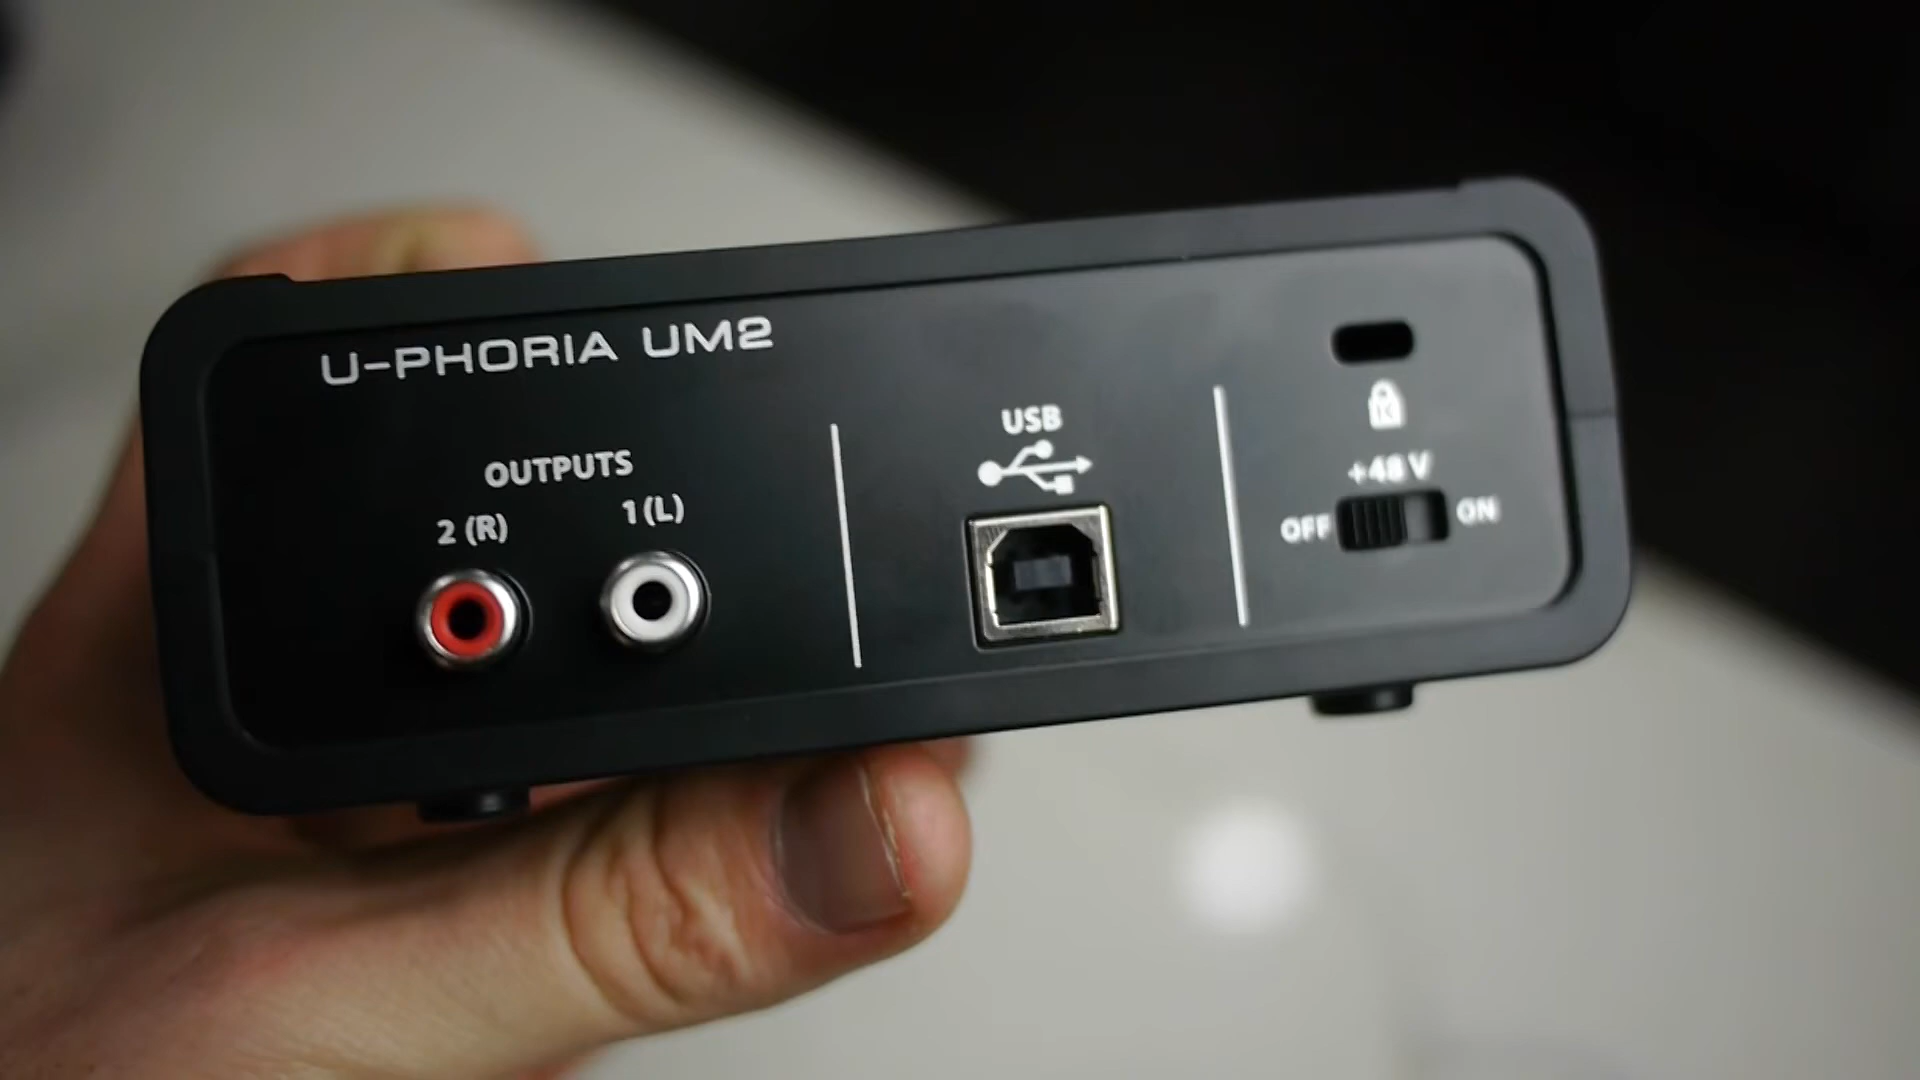 U-PHORIA UM2
OUTPUTS
2 (R) 1 (L)
USB
K
+48 V
OFF ON